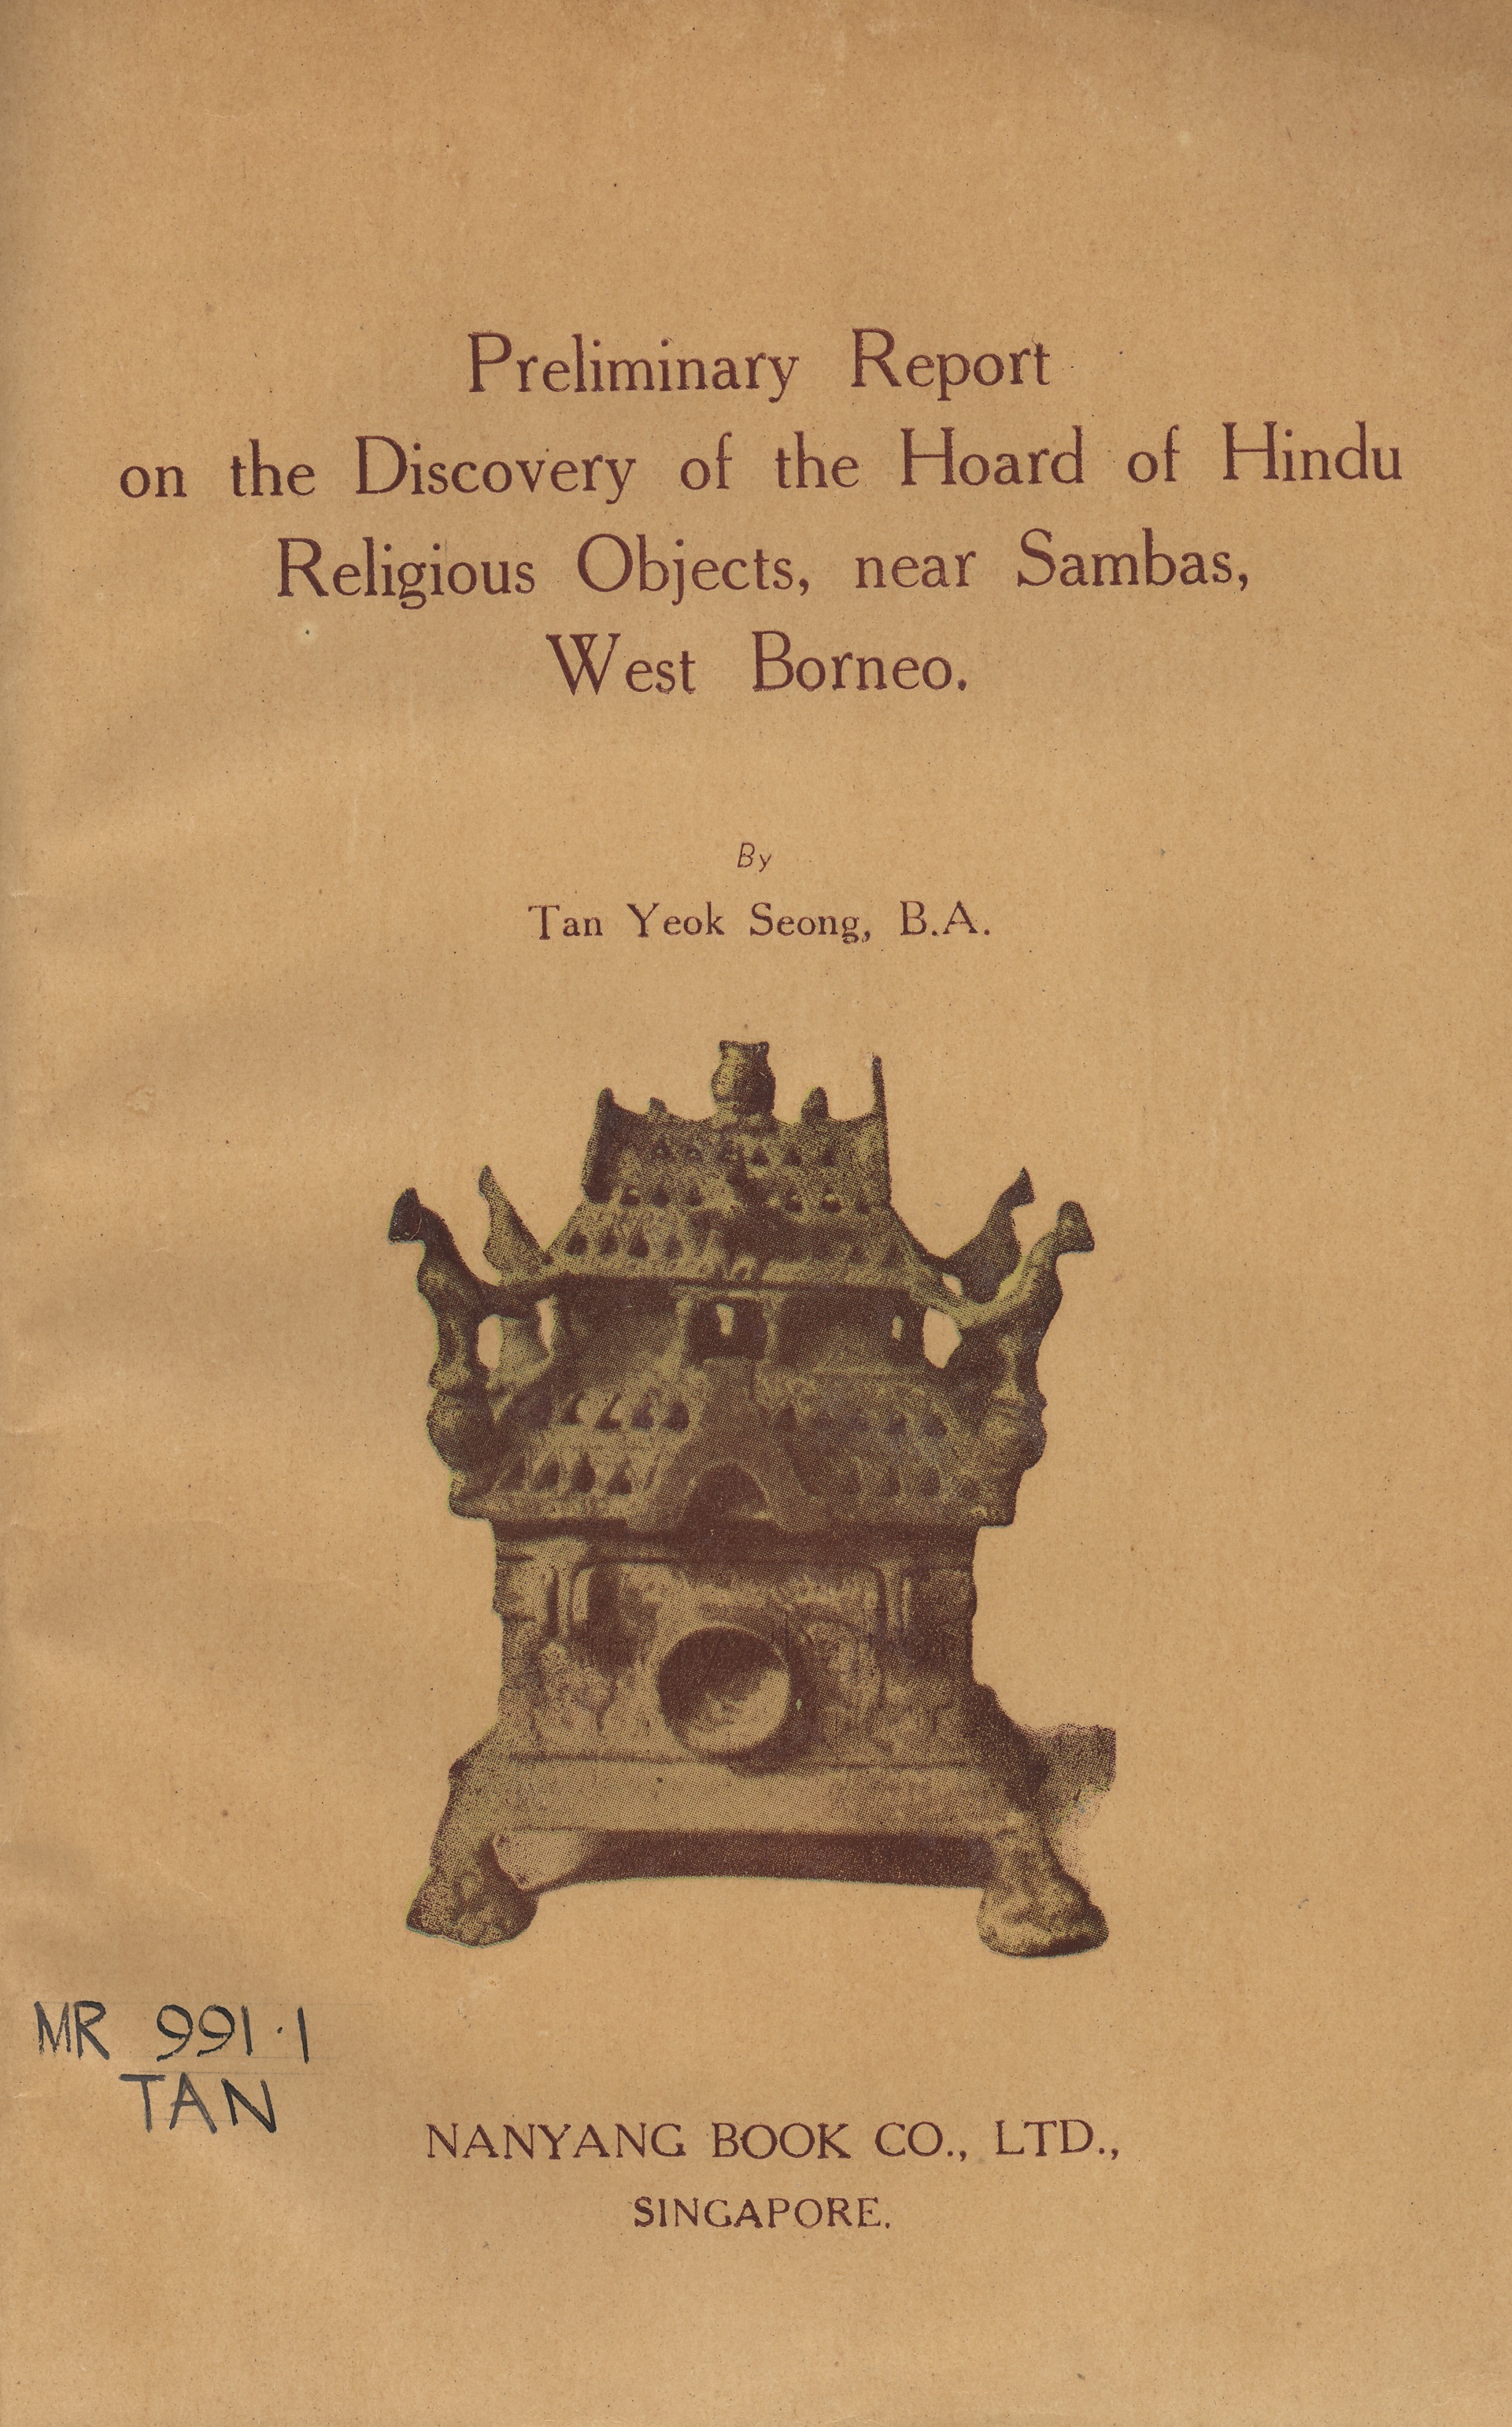 Preliminary Report
on the Discovery of the Hoard of Hindu
Religious Objects, near Sambas,
West Borneo.
By
Tan Yeok Seong, B.A.
MR 991.1
TAN
NANYANG BOOK CO., LTD.,
SINGAPORE.